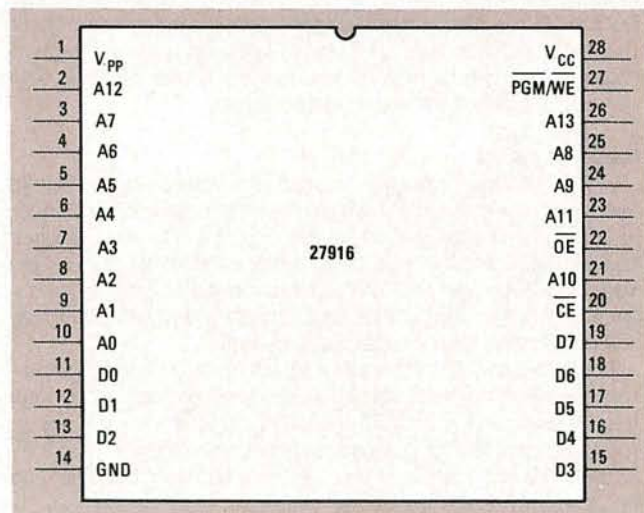 1 V_PP V_CC 28
2 A12 PGM/WE 27
3 A7 A13 26
4 A6 A8 25
5 A5 A9 24
6 A4 A11 23
7 A3 27916 OE 22
8 A2 A10 21
9 A1 CE 20
10 A0 D7 19
11 D0 D6 18
12 D1 D5 17
13 D2 D4 16
14 GND D3 15